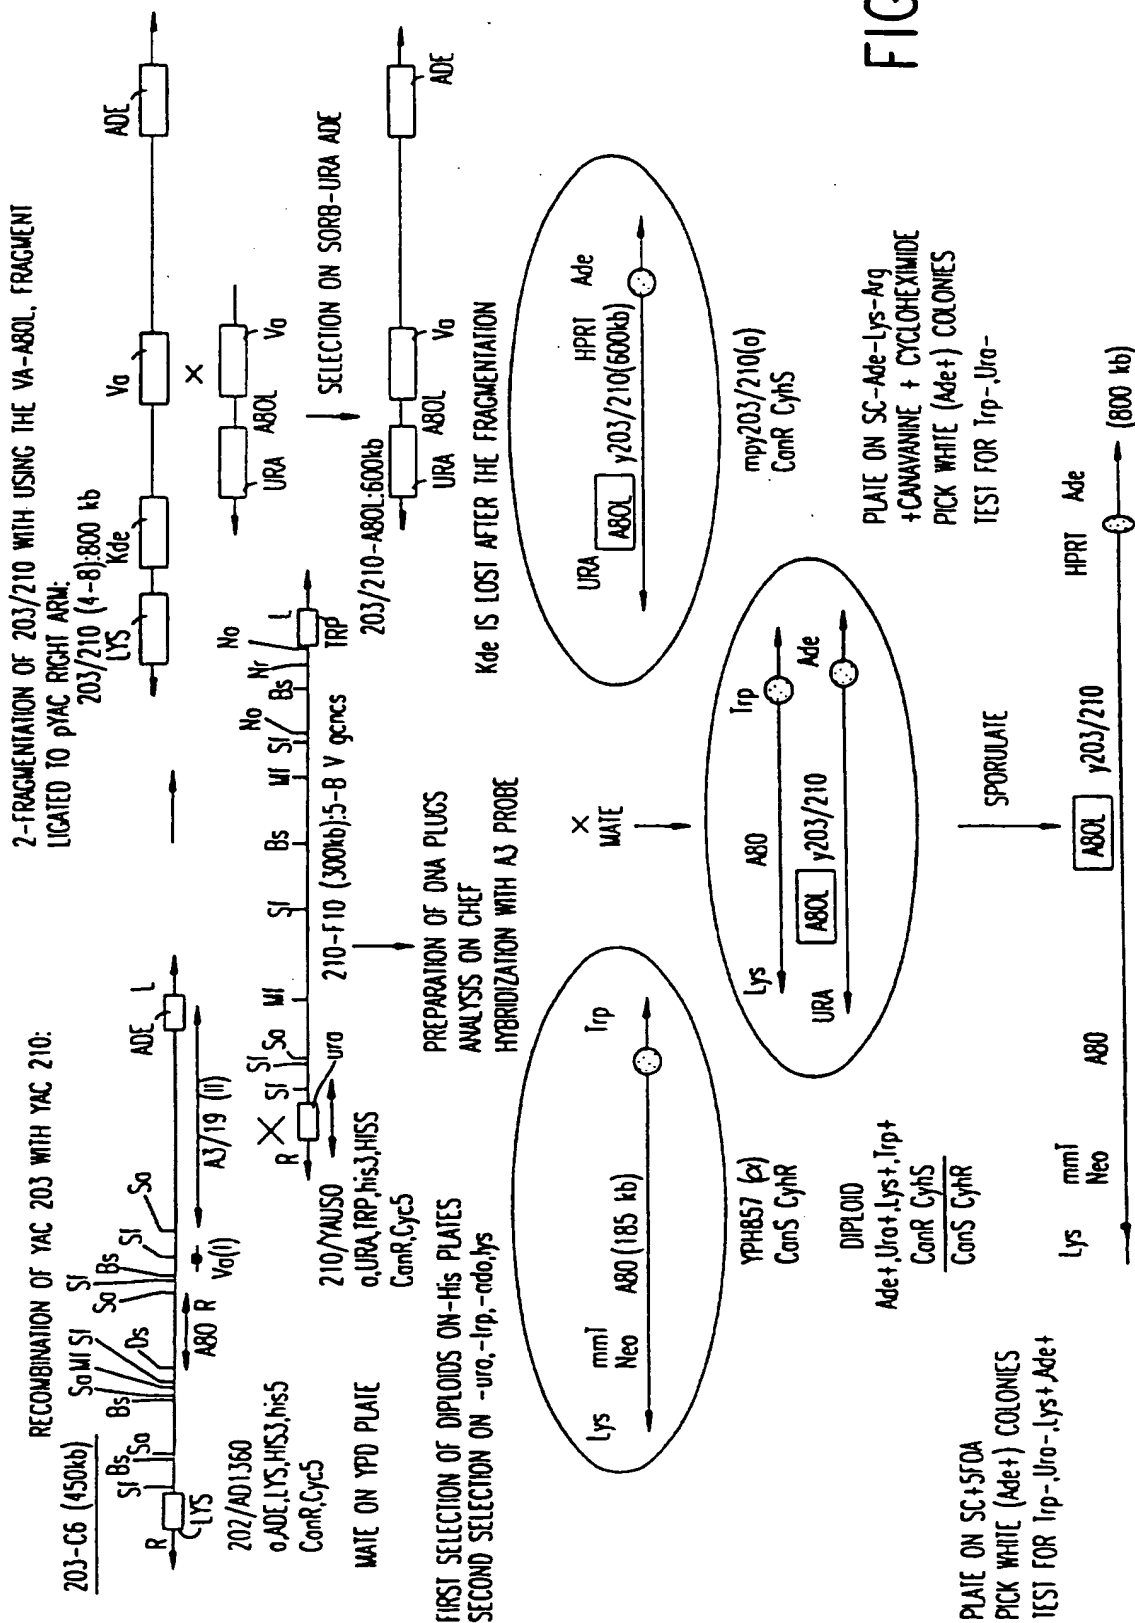 RECOMBINATION OF YAC 203 WITH YAC 210:
203-C6 (450kb)
R
LYS
Sf
Bs
Sa
Bs
SaMf Sf
Ds
A80 R
Sa
Sf
Bs
Sf
Va(I)
Sa
A3/19 (II)
ADE
L
202/AD1360
a,ADE,LYS,HIS3,his5
CanR,Cyc5
MATE ON YPD PLATE
R
Sf
Sf
Sa
ura
Mf
Sf
Bs
Mf
Sf
No
Bs
Nr
No
L
TRP
210-F10 (300kb):5-8 V gcncs
210/YAUSO
a,URA,TRP,his3,HIS5
CanR,Cyc5
FIRST SELECTION OF DIPLOIDS ON-His PLATES
SECOND SELECTION ON -ura,-trp,-ado,lys
PREPARATION OF DNA PLUGS
ANALYSIS ON CHEF
HYBRIDIZATION WITH A3 PROBE
2-FRAGMENTATION OF 203/210 WITH USING THE VA-A80L, FRAGMENT
LIGATED TO pYAC RIGHT ARM:
203/210 (4-8):800 kb
LYS
Kde
Va
ADE
X
URA
A80L
Va
SELECTION ON SORB-URA ADE
URA
A80L
Va
ADE
203/210-A80L:600kb
Kde IS LOST AFTER THE FRAGMENTATION
Lys
mmT
Neo
A80 (185 kb)
Trp
YPH857 (α)
CanS CyhR
×
MATE
URA
A80L
y203/210(600kb)
HPRT
Ade
mpy203/210(a)
CanR CyhS
Lys
A80
Trp
URA
A80L
y203/210
Ade
DIPLOID
Ade+,Ura+,Lys+,Trp+
CanR CyhS
CanS CyhR
SPORULATE
PLATE ON SC-Ade-Lys-Arg
+CANAVANINE + CYCLOHEXIMIDE
PICK WHITE (Ade+) COLONIES
TEST FOR Trp-,Ura-
PLATE ON SC+5FOA
PICK WHITE (Ade+) COLONIES
TEST FOR Trp-,Ura-,Lys+,Ade+
Lys
mmT
Neo
A80
A80L
y203/210
HPRT
Ade
(800 kb)
FIG